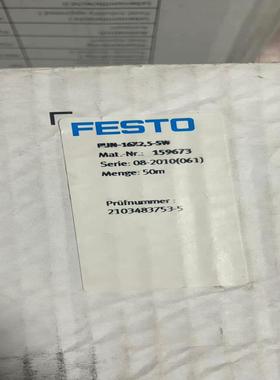 FESTO
PUN-16X2,5-SW
Mat.-Nr.: 159673
Serie: 08-2010(061)
Menge: 50m
Prüfnummer:
2103483753-5